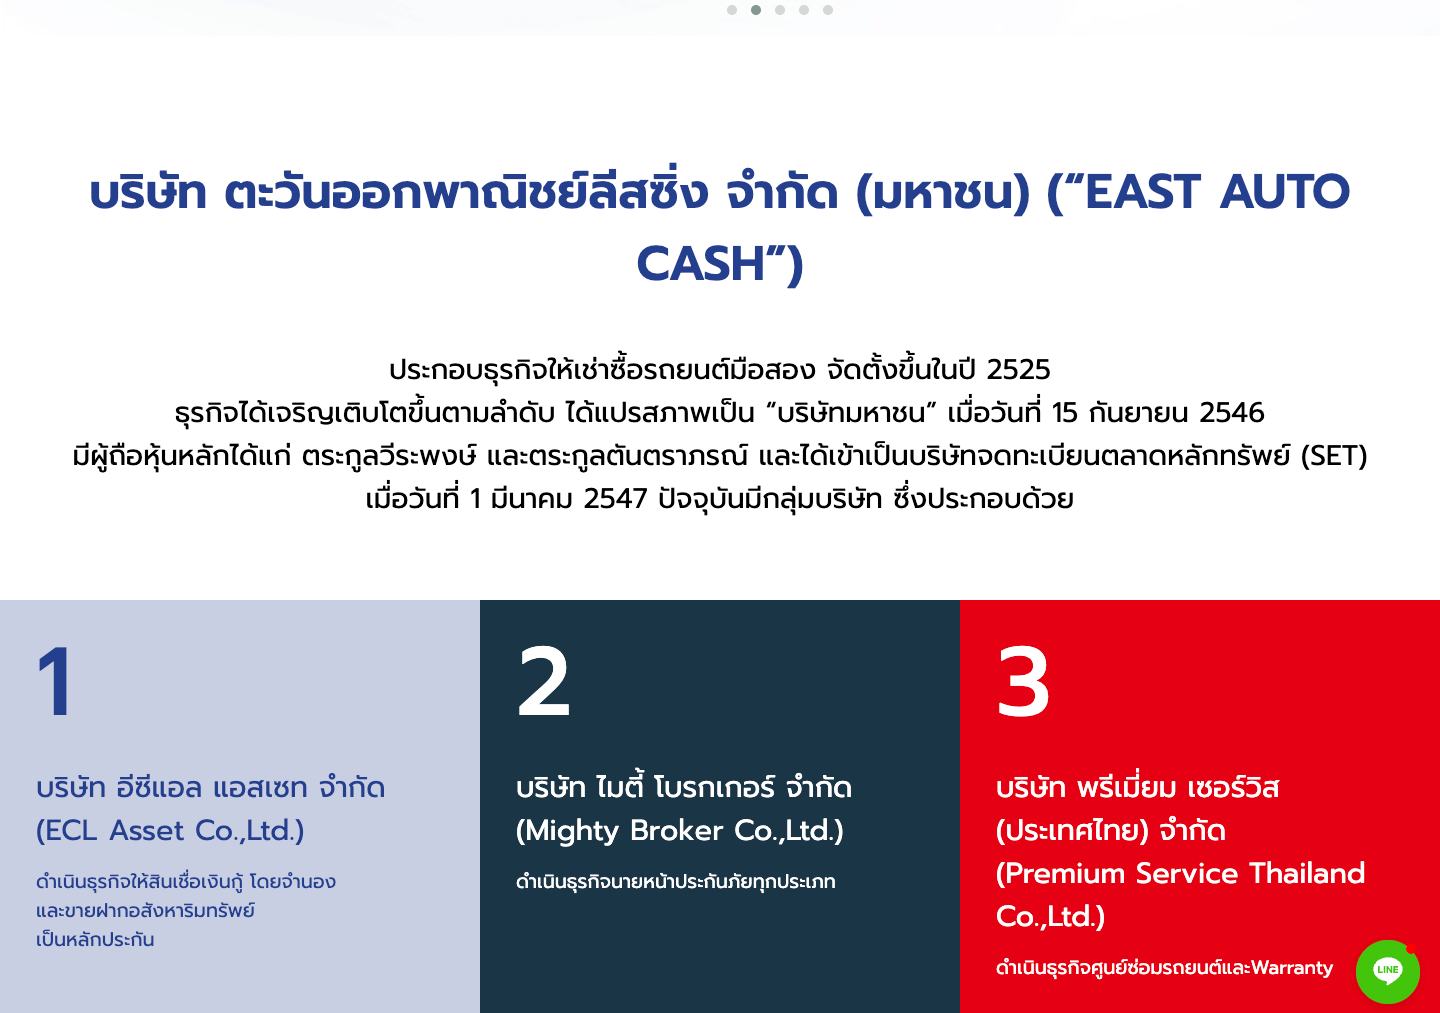 บริษัท ตะวันออกพาณิชย์ลีสซิ่ง จำกัด (มหาชน) (“EAST AUTO
CASH”)
ประกอบธุรกิจให้เช่าซื้อรถยนต์มือสอง จัดตั้งขึ้นในปี 2525
ธุรกิจได้เจริญเติบโตขึ้นตามลำดับ ได้แปรสภาพเป็น “บริษัทมหาชน” เมื่อวันที่ 15 กันยายน 2546
มีผู้ถือหุ้นหลักได้แก่ ตระกูลวีระพงษ์ และตระกูลตันตราภรณ์ และได้เข้าเป็นบริษัทจดทะเบียนตลาดหลักทรัพย์ (SET)
เมื่อวันที่ 1 มีนาคม 2547 ปัจจุบันมีกลุ่มบริษัท ซึ่งประกอบด้วย
1
บริษัท อีซีแอล แอสเซท จำกัด
(ECL Asset Co.,Ltd.)
ดำเนินธุรกิจให้สินเชื่อเงินกู้ โดยจำนอง
และขายฝากอสังหาริมทรัพย์
เป็นหลักประกัน
2
บริษัท ไมตี้ โบรกเกอร์ จำกัด
(Mighty Broker Co.,Ltd.)
ดำเนินธุรกิจนายหน้าประกันภัยทุกประเภท
3
บริษัท พรีเมี่ยม เซอร์วิส
(ประเทศไทย) จำกัด
(Premium Service Thailand
Co.,Ltd.)
ดำเนินธุรกิจศูนย์ซ่อมรถยนต์และWarranty
LINE